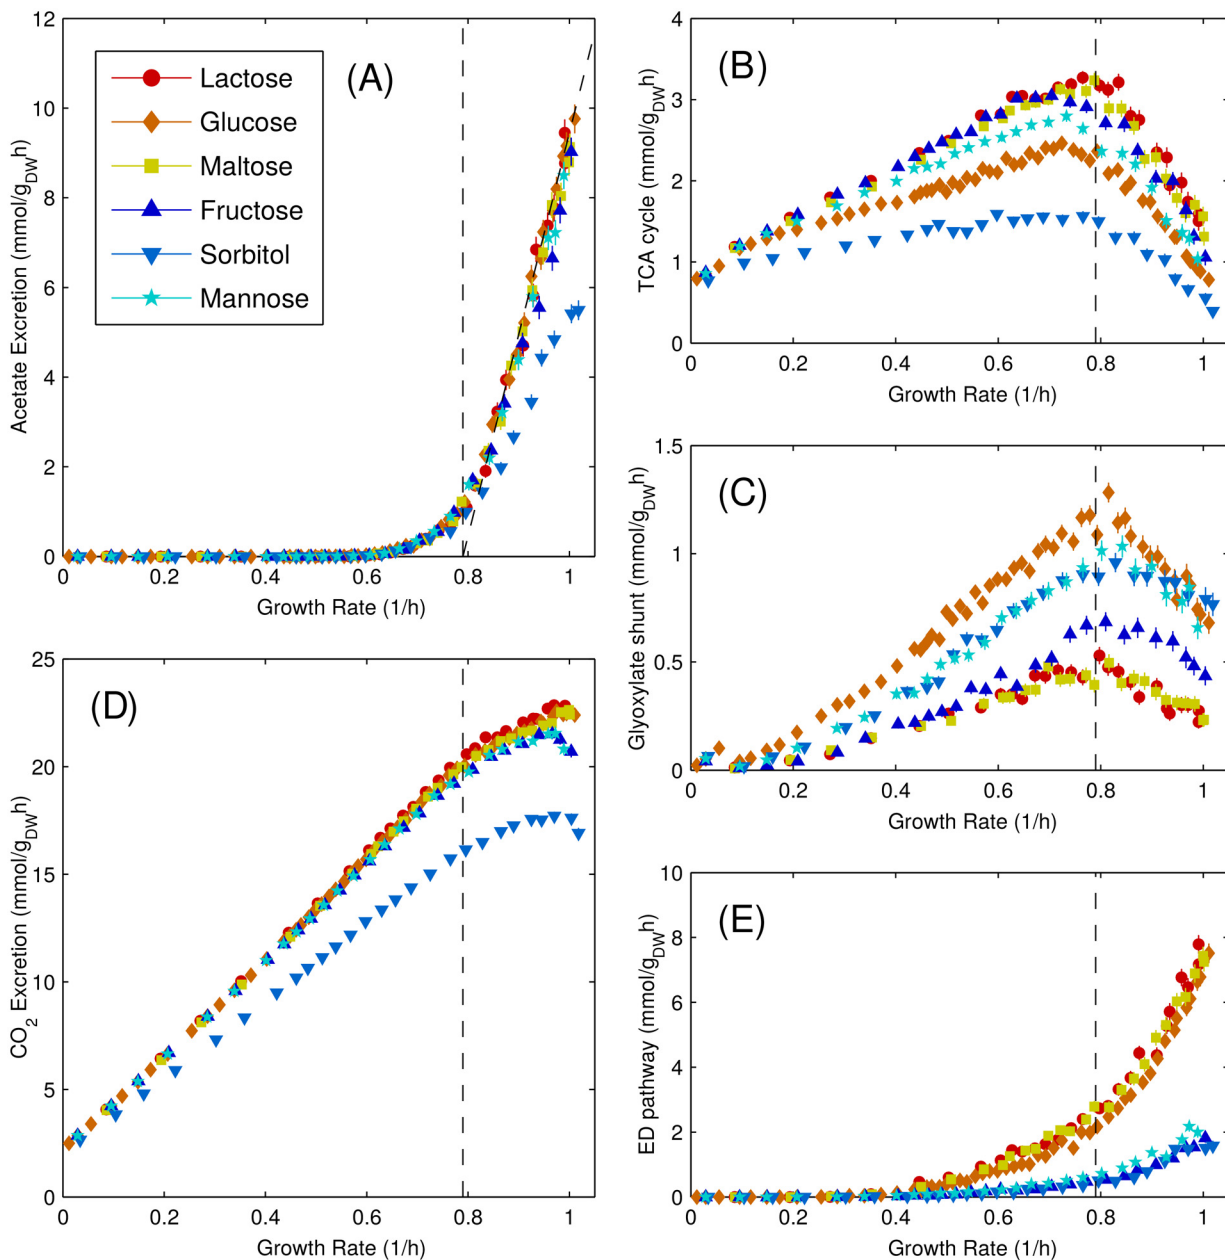 12
10
8
6
4
2
0
Acetate Excretion (mmol/g_DW h)
Lactose
Glucose
Maltose
Fructose
Sorbitol
Mannose
(A)
0 0.2 0.4 0.6 0.8 1
Growth Rate (1/h)
4
3
2
1
0
TCA cycle (mmol/g_DW h)
(B)
0 0.2 0.4 0.6 0.8 1
Growth Rate (1/h)
1.5
1
0.5
0
Glyoxylate shunt (mmol/g_DW h)
(C)
0 0.2 0.4 0.6 0.8 1
Growth Rate (1/h)
25
20
15
10
5
0
CO2 Excretion (mmol/g_DW h)
(D)
0 0.2 0.4 0.6 0.8 1
Growth Rate (1/h)
10
8
6
4
2
0
ED pathway (mmol/g_DW h)
(E)
0 0.2 0.4 0.6 0.8 1
Growth Rate (1/h)